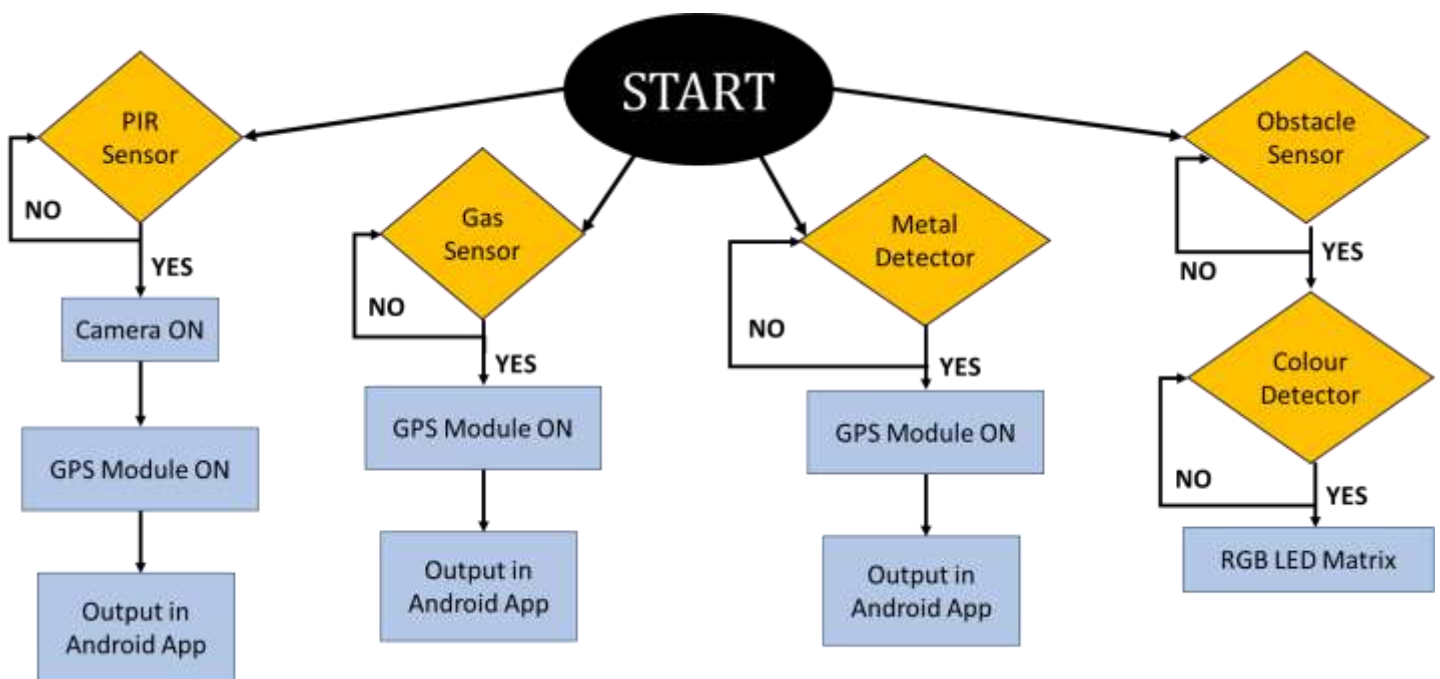 START
PIR
Sensor
NO
YES
Camera ON
GPS Module ON
Output in
Android App
Gas
Sensor
NO
YES
GPS Module ON
Output in
Android App
Metal
Detector
NO
YES
GPS Module ON
Output in
Android App
Obstacle
Sensor
NO
YES
Colour
Detector
NO
YES
RGB LED Matrix